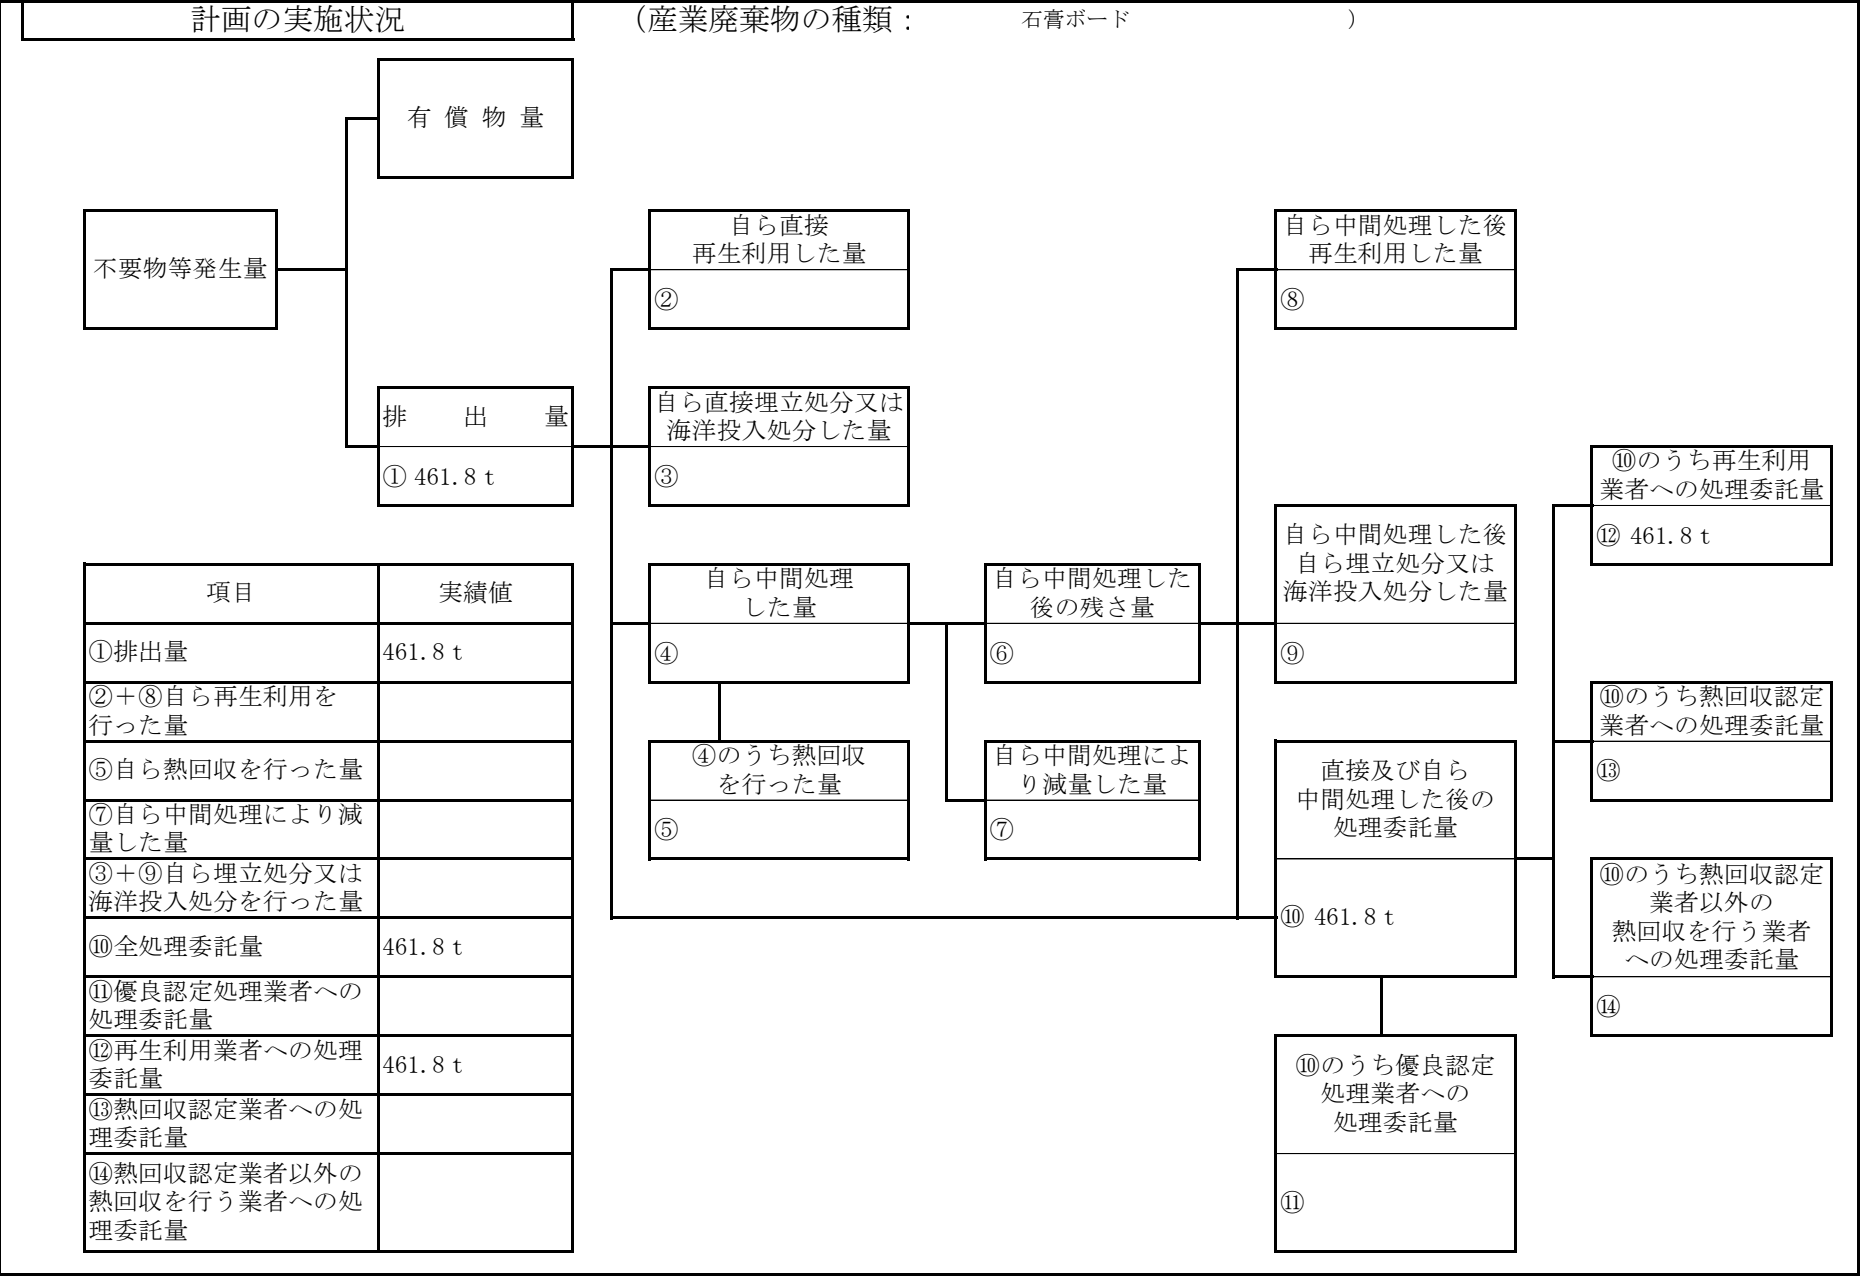 計画の実施状況
（産業廃棄物の種類： 石膏ボード ）
有償物量
不要物等発生量
排出量
① 461.8ｔ
自ら直接
再生利用した量
②
自ら直接埋立処分又は
海洋投入処分した量
③
自ら中間処理
した量
④
④のうち熱回収
を行った量
⑤
自ら中間処理した
後の残さ量
⑥
自ら中間処理によ
り減量した量
⑦
自ら中間処理した後
再生利用した量
⑧
自ら中間処理した後
自ら埋立処分又は
海洋投入処分した量
⑨
直接及び自ら
中間処理した後の
処理委託量
⑩ 461.8ｔ
⑩のうち優良認定
処理業者への
処理委託量
⑪
⑩のうち再生利用
業者への処理委託量
⑫ 461.8ｔ
⑩のうち熱回収認定
業者への処理委託量
⑬
⑩のうち熱回収認定
業者以外の
熱回収を行う業者
への処理委託量
⑭
項目 実績値
①排出量 461.8ｔ
②＋⑧自ら再生利用を
行った量
⑤自ら熱回収を行った量
⑦自ら中間処理により減
量した量
③＋⑨自ら埋立処分又は
海洋投入処分を行った量
⑩全処理委託量 461.8ｔ
⑪優良認定処理業者への
処理委託量
⑫再生利用業者への処理
委託量 461.8ｔ
⑬熱回収認定業者への処
理委託量
⑭熱回収認定業者以外の
熱回収を行う業者への処
理委託量